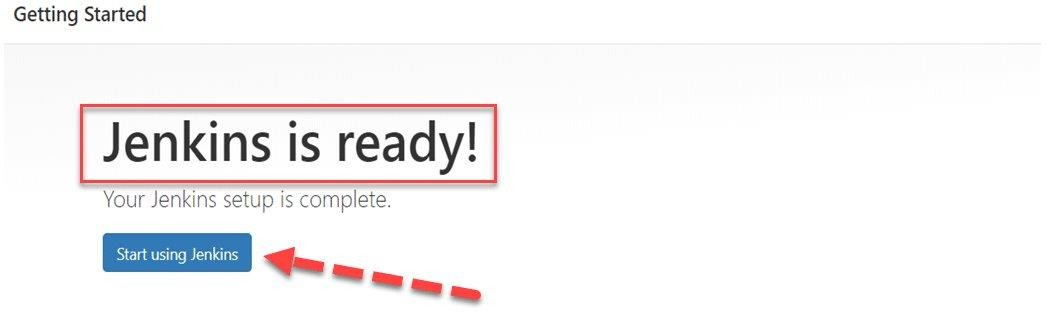 Getting Started
Jenkins is ready!
Your Jenkins setup is complete.
Start using Jenkins